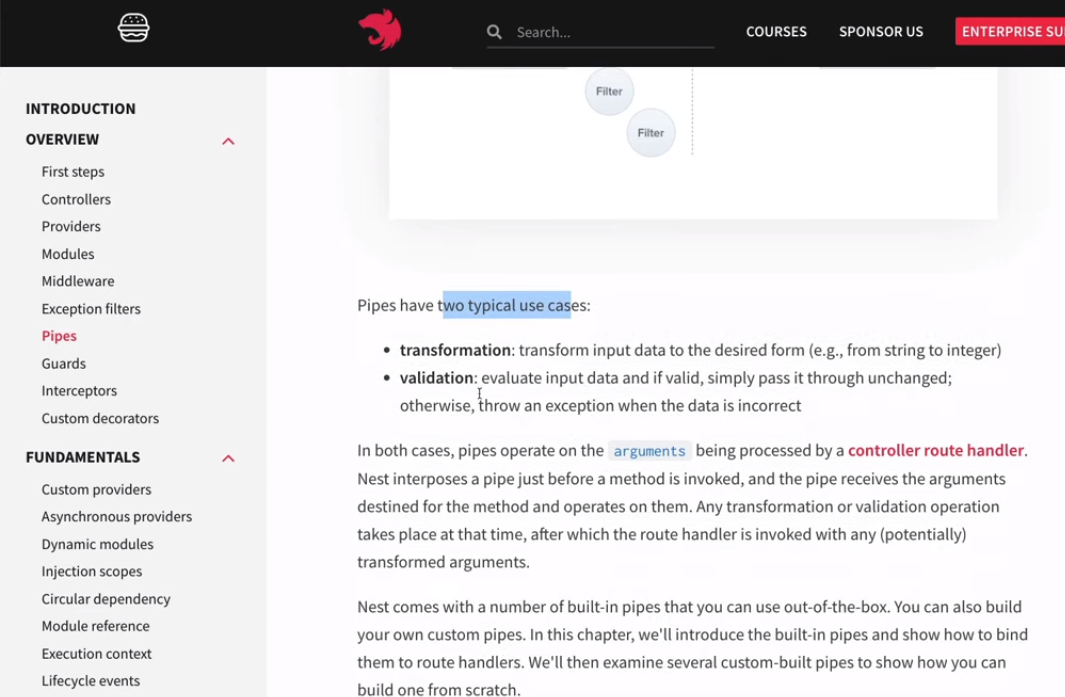 Search...
COURSES
SPONSOR US
ENTERPRISE SU
INTRODUCTION
OVERVIEW
First steps
Controllers
Providers
Modules
Middleware
Exception filters
Pipes
Guards
Interceptors
Custom decorators
FUNDAMENTALS
Custom providers
Asynchronous providers
Dynamic modules
Injection scopes
Circular dependency
Module reference
Execution context
Lifecycle events
Filter
Filter
Pipes have two typical use cases:
• transformation: transform input data to the desired form (e.g., from string to integer)
• validation: evaluate input data and if valid, simply pass it through unchanged;
otherwise, throw an exception when the data is incorrect
In both cases, pipes operate on the arguments being processed by a controller route handler.
Nest interposes a pipe just before a method is invoked, and the pipe receives the arguments
destined for the method and operates on them. Any transformation or validation operation
takes place at that time, after which the route handler is invoked with any (potentially)
transformed arguments.
Nest comes with a number of built-in pipes that you can use out-of-the-box. You can also build
your own custom pipes. In this chapter, we'll introduce the built-in pipes and show how to bind
them to route handlers. We'll then examine several custom-built pipes to show how you can
build one from scratch.